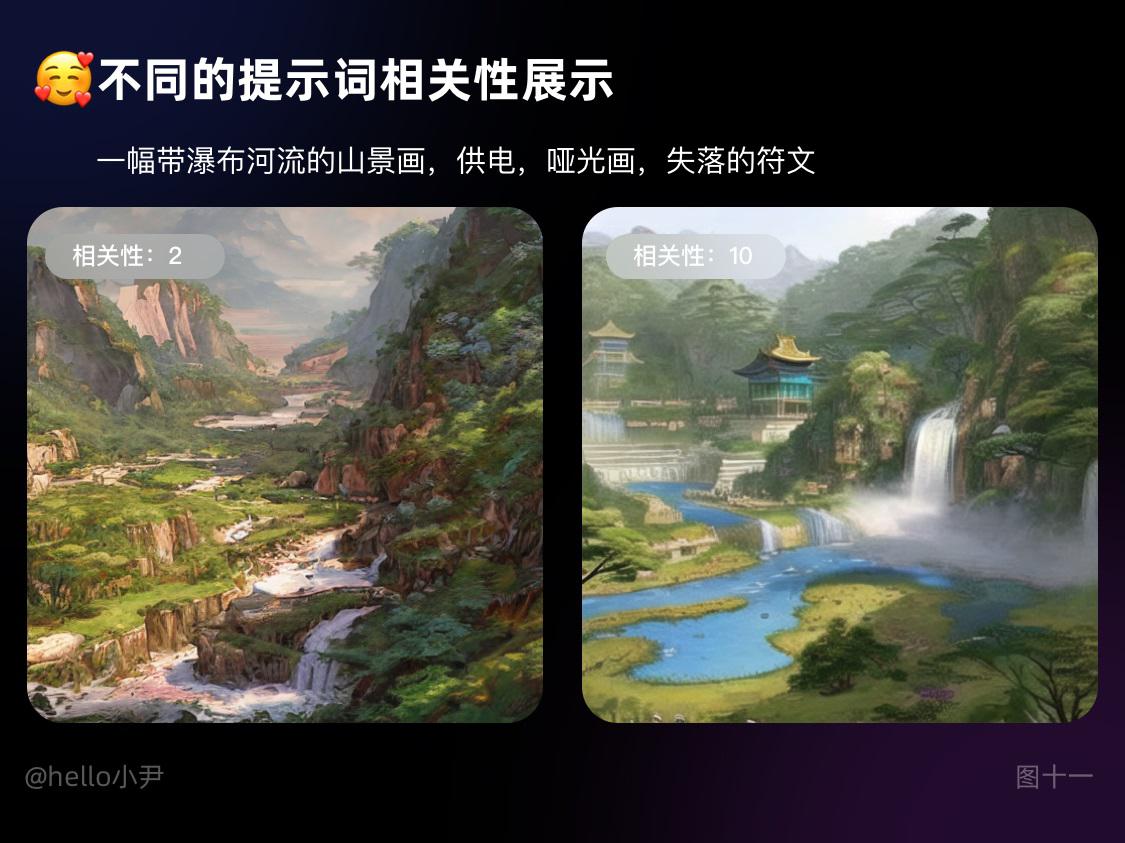 🥰不同的提示词相关性展示
一幅带瀑布河流的山景画，供电，哑光画，失落的符文
相关性：2
相关性：10
@hello小尹
图十一